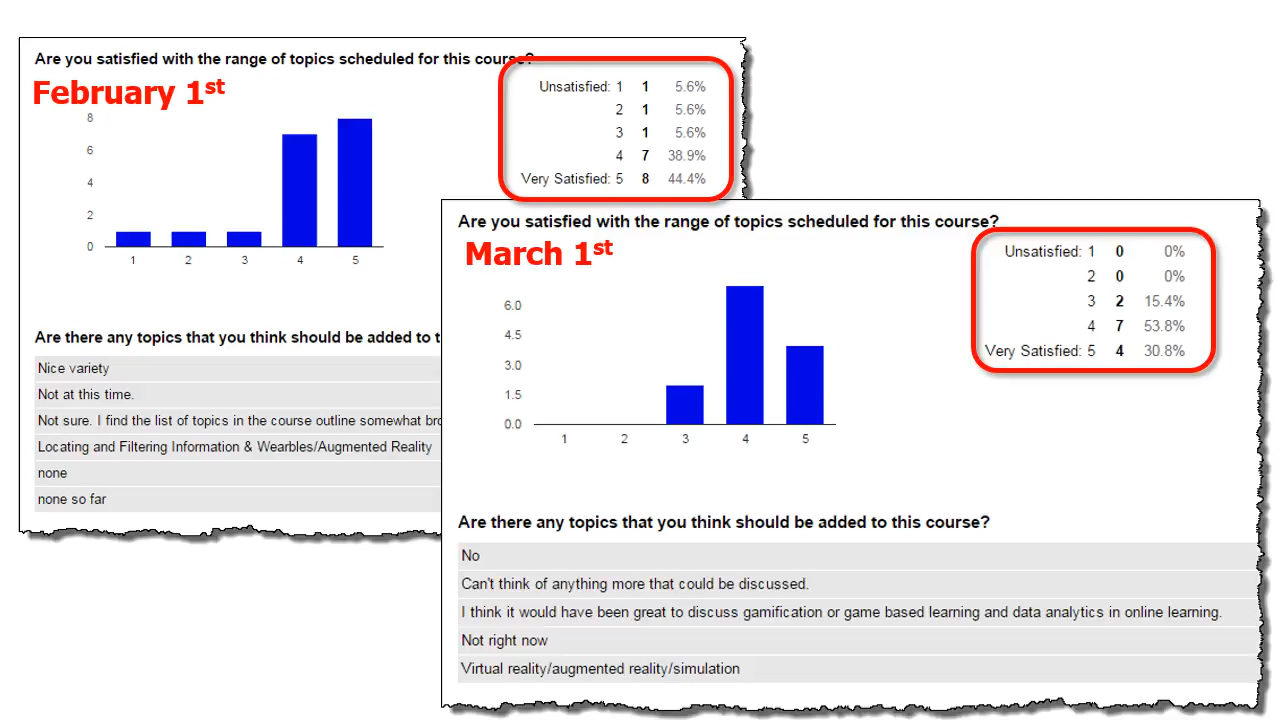 Are you satisfied with the range of topics scheduled for this course?
February 1st
Unsatisfied: 1 1 5.6%
2 1 5.6%
3 1 5.6%
4 7 38.9%
Very Satisfied: 5 8 44.4%
8
6
4
2
0
1 2 3 4 5
Are there any topics that you think should be added to
Nice variety
Not at this time.
Not sure. I find the list of topics in the course outline somewhat
Locating and Filtering Information & Wearbles/Augmented Reality
none
none so far
Are you satisfied with the range of topics scheduled for this course?
March 1st
Unsatisfied: 1 0 0%
2 0 0%
3 2 15.4%
4 7 53.8%
Very Satisfied: 5 4 30.8%
6.0
4.5
3.0
1.5
0.0
1 2 3 4 5
Are there any topics that you think should be added to this course?
No
Can't think of anything more that could be discussed.
I think it would have been great to discuss gamification or game based learning and data analytics in online learning.
Not right now
Virtual reality/augmented reality/simulation